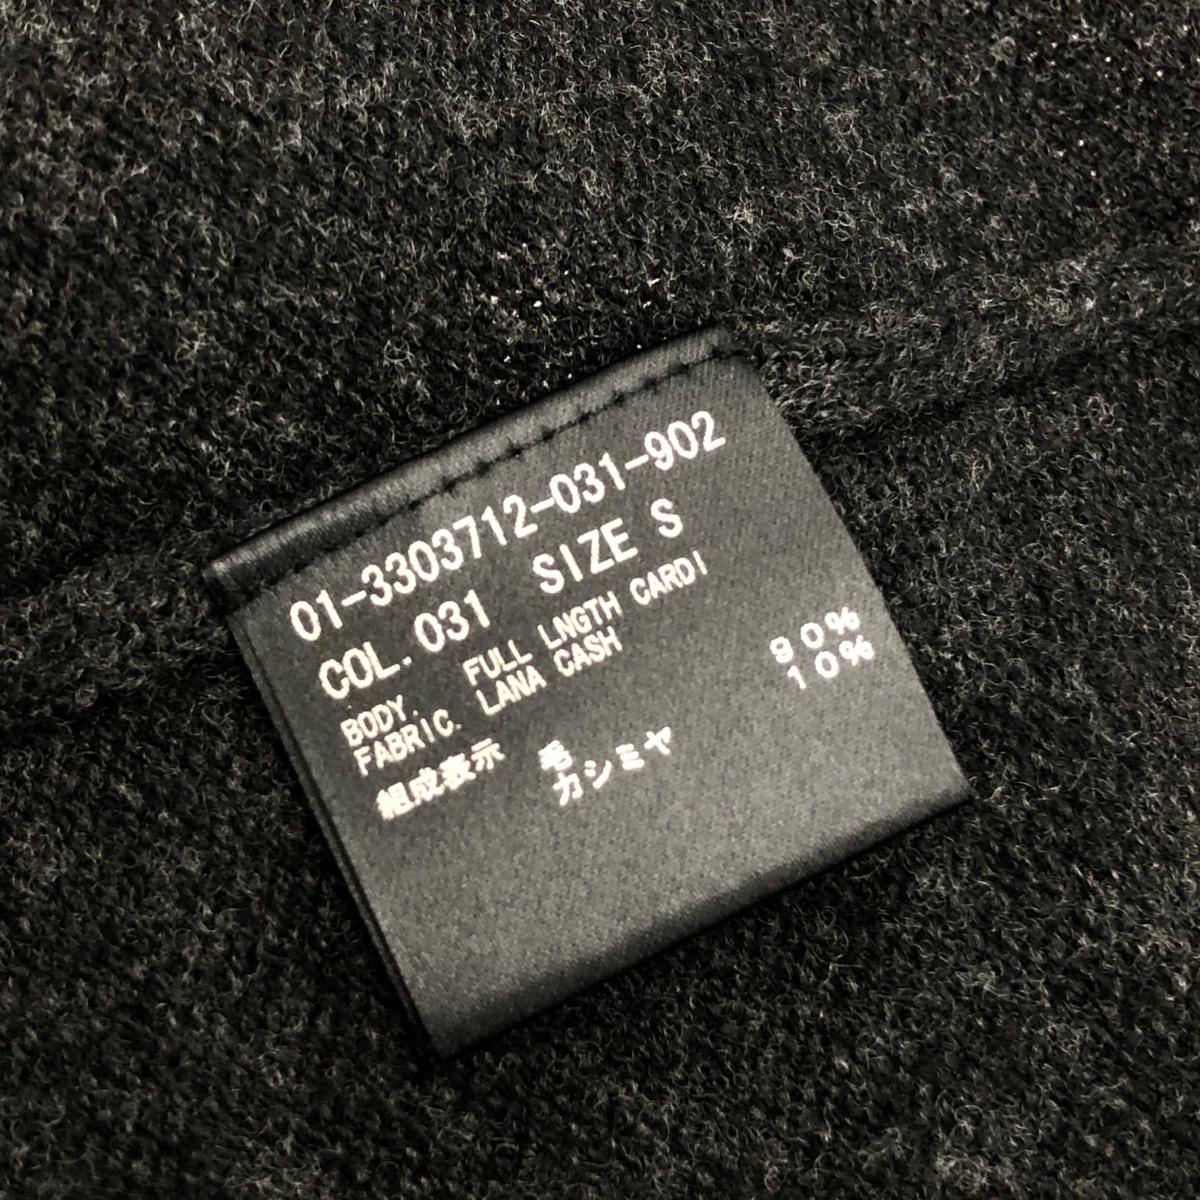 01-3303712-031-902
COL. 031 SIZE S
BODY. FULL LNGTH CARDI
FABRIC. LANA CASH
組成表示 毛 90%
カシミヤ 10%